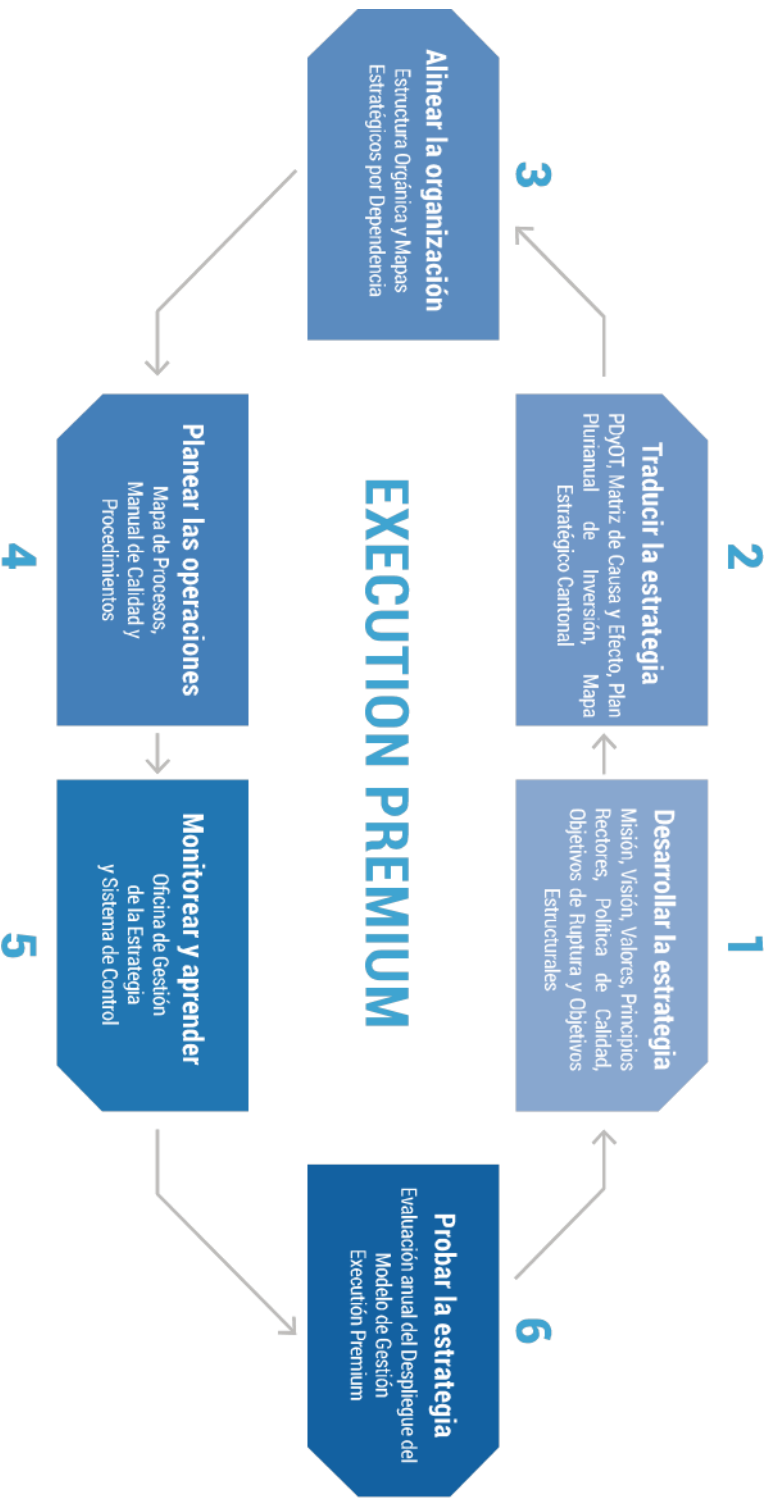 EXECUTION PREMIUM
1
Desarrollar la estrategia
Misión, Visión, Valores, Principios
Rectores, Política de Calidad,
Objetivos de Ruptura y Objetivos
Estructurales
2
Traducir la estrategia
PDyOT, Matriz de Causa y Efecto, Plan
Plurianual de Inversión, Mapa
Estratégico Cantonal
3
Alinear la organización
Estructura Orgánica y Mapas
Estratégicos por Dependencia
4
Planear las operaciones
Mapa de Procesos,
Manual de Calidad y
Procedimientos
5
Monitorear y aprender
Oficina de Gestión
de la Estrategia
y Sistema de Control
6
Probar la estrategia
Evaluación anual del Despliegue del
Modelo de Gestión
Executión Premium